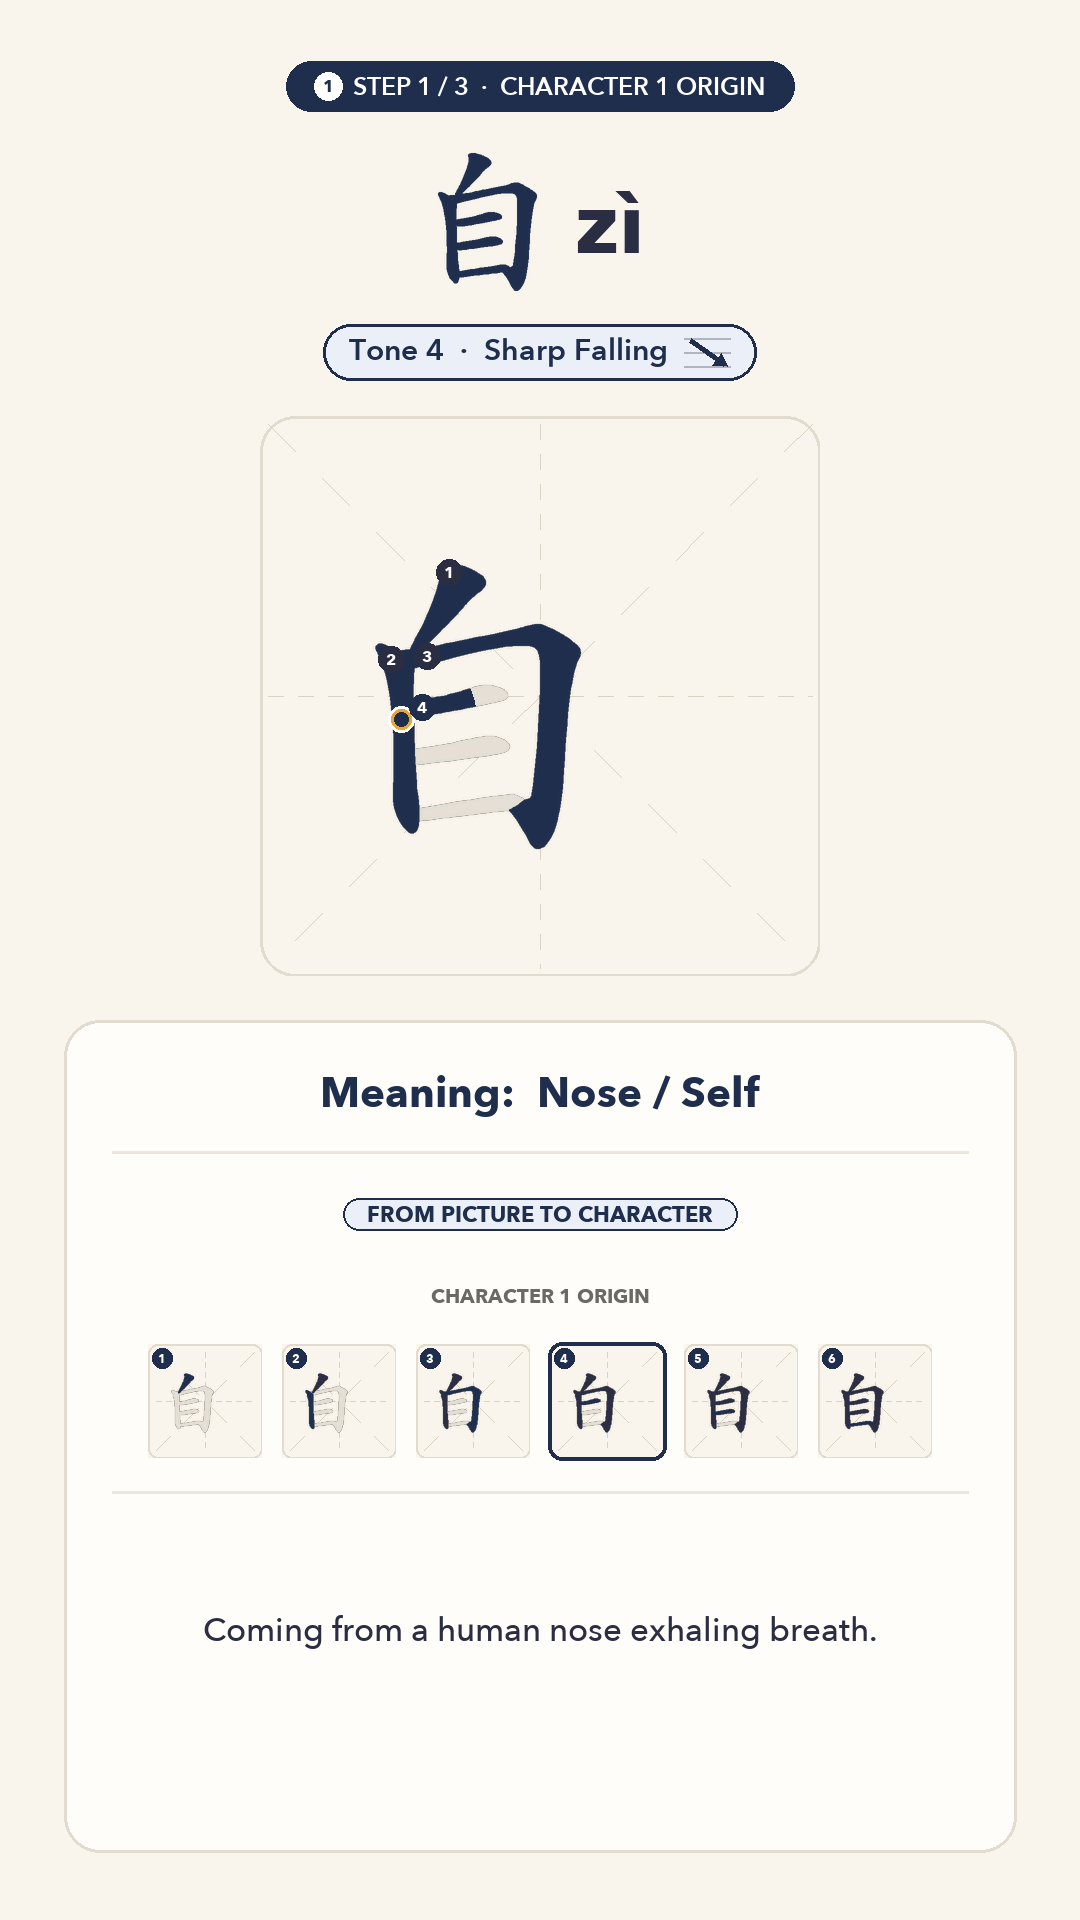 1 STEP 1 / 3 · CHARACTER 1 ORIGIN
自 zì
Tone 4 · Sharp Falling
1
2 3
4
自
Meaning: Nose / Self
FROM PICTURE TO CHARACTER
CHARACTER 1 ORIGIN
1 2 3 4 5 6
自 自 自 自 自 自
Coming from a human nose exhaling breath.